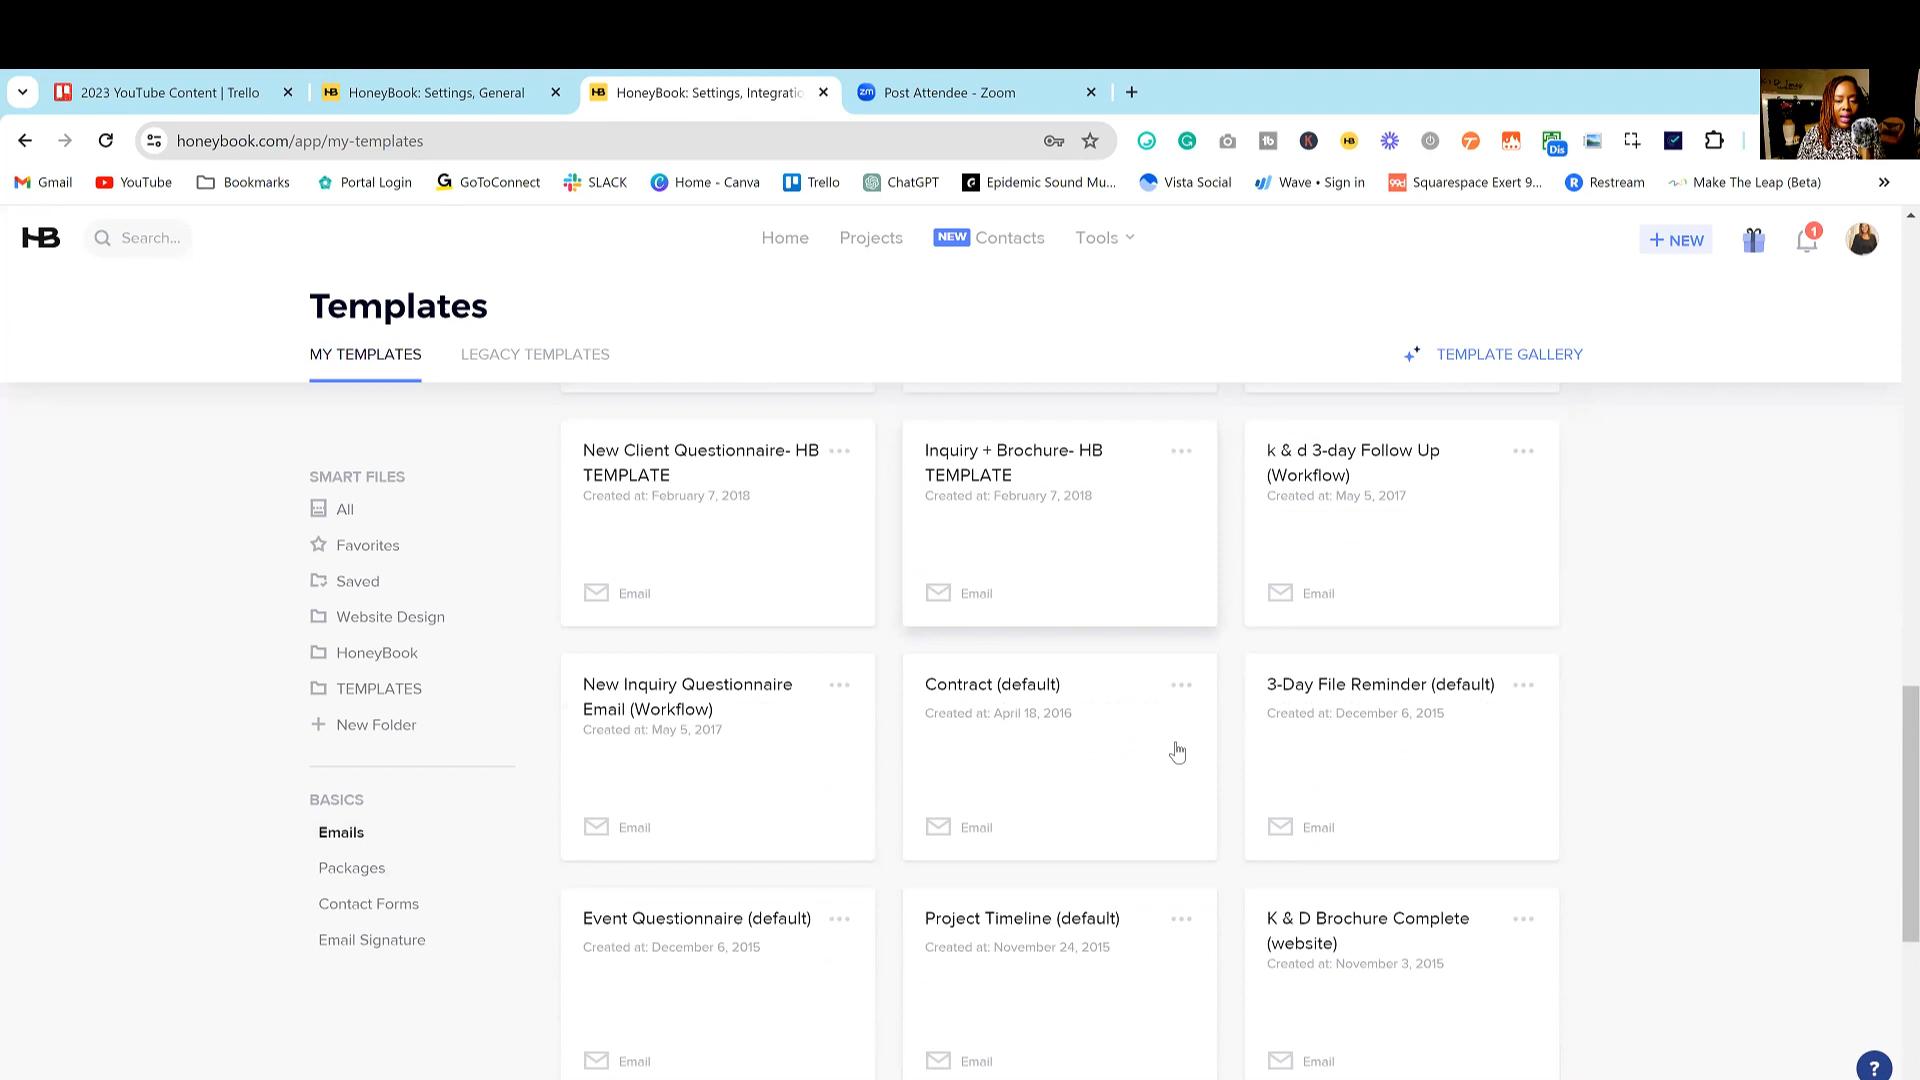 2023 YouTube Content | Trello
HB HoneyBook: Settings, General
HB HoneyBook: Settings, Integratio
zm Post Attendee - Zoom
honeybook.com/app/my-templates
Gmail YouTube Bookmarks Portal Login GoToConnect SLACK Home - Canva Trello ChatGPT Epidemic Sound Mu... Vista Social Wave • Sign in Squarespace Exert 9... Restream Make The Leap (Beta)
Dis
HB Search... Home Projects NEW Contacts Tools + NEW 1
Templates
MY TEMPLATES LEGACY TEMPLATES TEMPLATE GALLERY
SMART FILES
All
Favorites
Saved
Website Design
HoneyBook
TEMPLATES
New Folder
BASICS
Emails
Packages
Contact Forms
Email Signature
New Client Questionnaire- HB
TEMPLATE
Created at: February 7, 2018
Email
Inquiry + Brochure- HB
TEMPLATE
Created at: February 7, 2018
Email
k & d 3-day Follow Up
(Workflow)
Created at: May 5, 2017
Email
New Inquiry Questionnaire
Email (Workflow)
Created at: May 5, 2017
Email
Contract (default)
Created at: April 18, 2016
Email
3-Day File Reminder (default)
Created at: December 6, 2015
Email
Event Questionnaire (default)
Created at: December 6, 2015
Email
Project Timeline (default)
Created at: November 24, 2015
Email
K & D Brochure Complete
(website)
Created at: November 3, 2015
Email
?